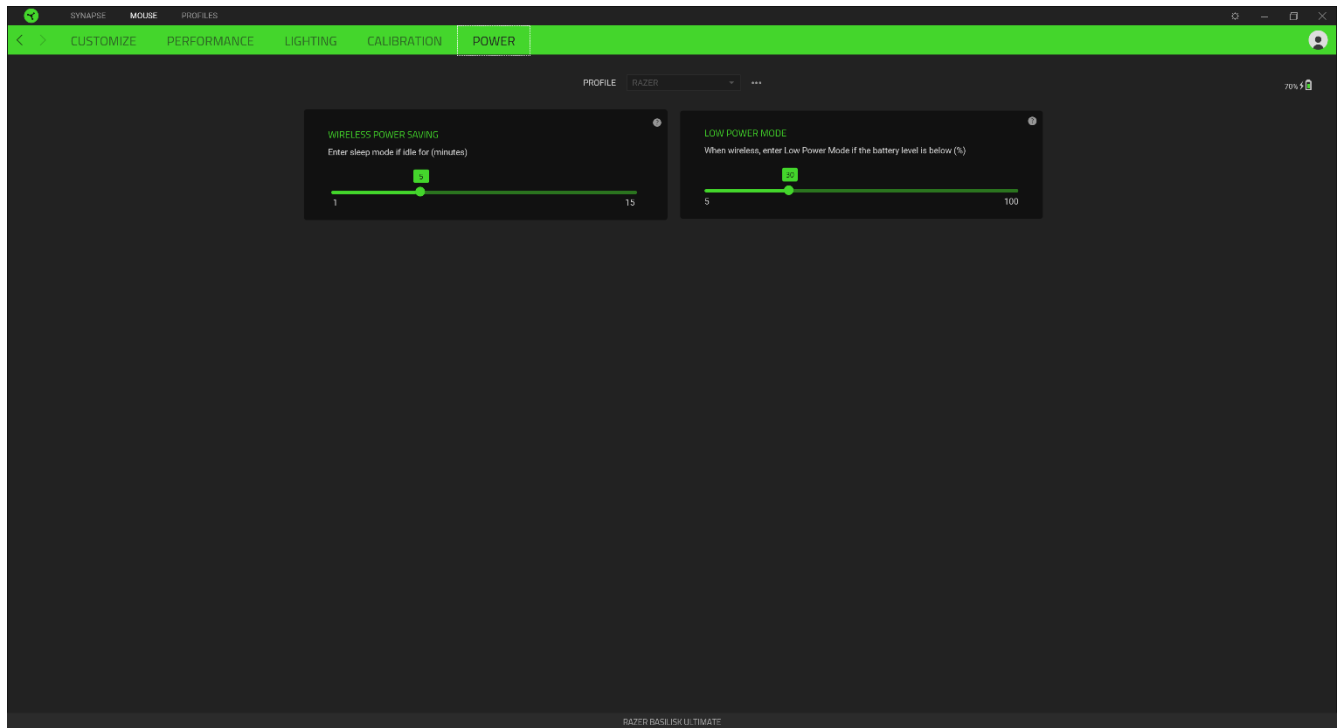 SYNAPSE MOUSE PROFILES
CUSTOMIZE PERFORMANCE LIGHTING CALIBRATION POWER
PROFILE RAZER
70%
WIRELESS POWER SAVING
Enter sleep mode if idle for (minutes)
5
1 15
LOW POWER MODE
When wireless, enter Low Power Mode if the battery level is below (%)
30
5 100
RAZER BASILISK ULTIMATE